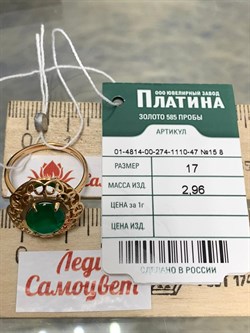 ООО ЮВЕЛИРНЫЙ ЗАВОД
ПЛАТИНА
ЗОЛОТО 585 ПРОБЫ
АРТИКУЛ
01-4814-00-274-1110-47 №15 8
РАЗМЕР
17
МАССА ИЗД.
2,96
ЦЕНА за 1г
ЦЕНА ИЗД.
СДЕЛАНО В РОССИИ
Леди
Самоцвет